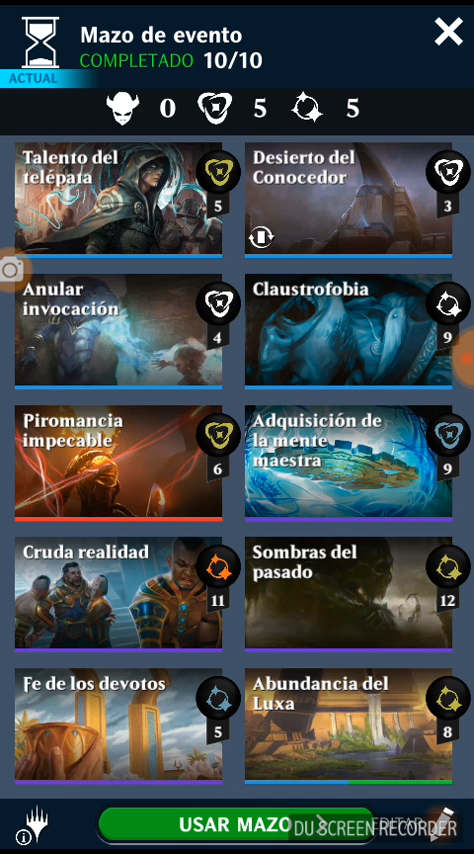 Mazo de evento
COMPLETADO 10/10
ACTUAL
0 5 5
Talento del
telépata
5
Desierto del
Conocedor
3
Anular
invocación
4
Claustrofobia
9
Piromancia
impecable
6
Adquisición de
la mente
maestra
9
Cruda realidad
11
Sombras del
pasado
12
Fe de los devotos
5
Abundancia del
Luxa
8
USAR MAZO
EDITAR
DU SCREEN RECORDER